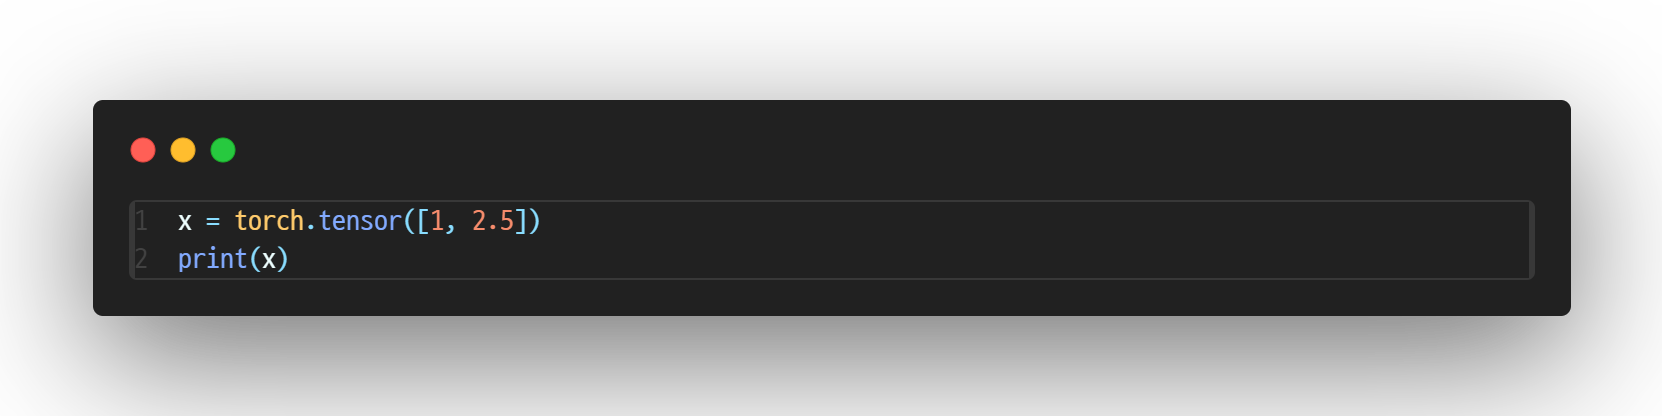 1 x = torch.tensor([1, 2.5])
2 print(x)